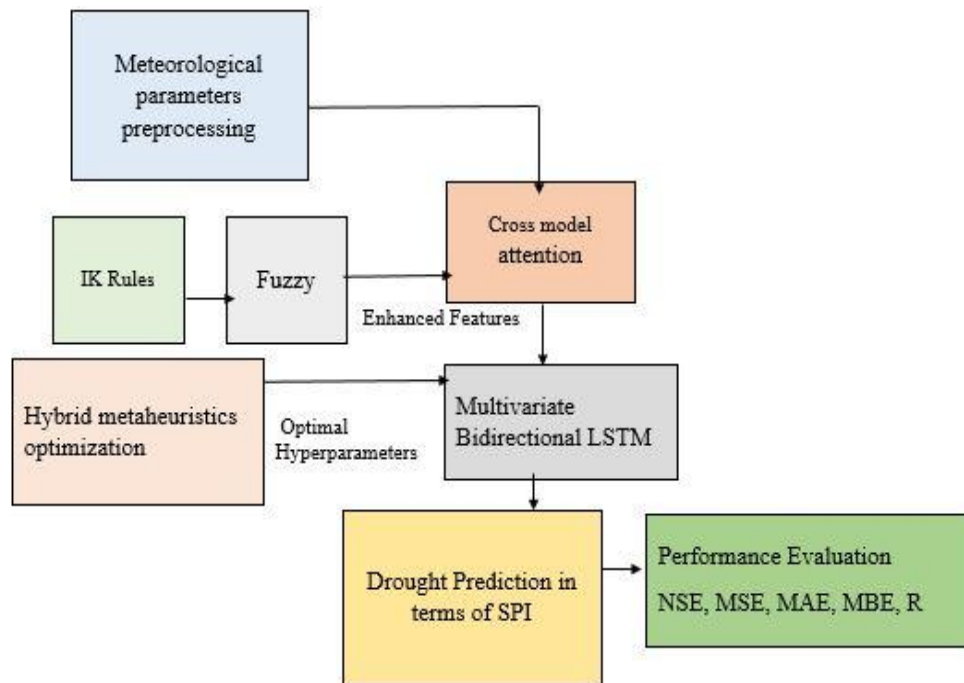 Meteorological
parameters
preprocessing
Cross model
attention
IK Rules
Fuzzy
Enhanced Features
Hybrid metaheuristics
optimization
Optimal
Hyperparameters
Multivariate
Bidirectional LSTM
Drought Prediction in
terms of SPI
Performance Evaluation
NSE, MSE, MAE, MBE, R